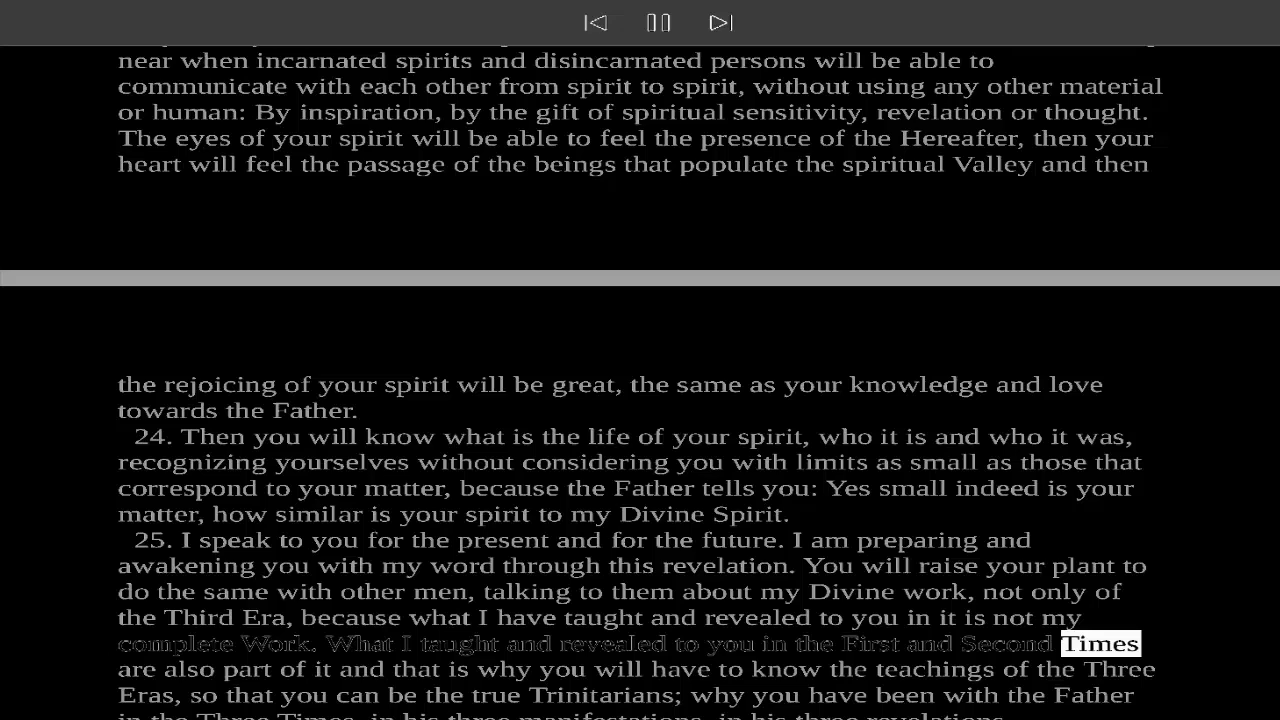 near when incarnated spirits and disincarnated persons will be able to
communicate with each other from spirit to spirit, without using any other material
or human: By inspiration, by the gift of spiritual sensitivity, revelation or thought.
The eyes of your spirit will be able to feel the presence of the Hereafter, then your
heart will feel the passage of the beings that populate the spiritual Valley and then
the rejoicing of your spirit will be great, the same as your knowledge and love
towards the Father.
24. Then you will know what is the life of your spirit, who it is and who it was,
recognizing yourselves without considering you with limits as small as those that
correspond to your matter, because the Father tells you: Yes small indeed is your
matter, how similar is your spirit to my Divine Spirit.
25. I speak to you for the present and for the future. I am preparing and
awakening you with my word through this revelation. You will raise your plant to
do the same with other men, talking to them about my Divine work, not only of
the Third Era, because what I have taught and revealed to you in it is not my
complete Work. What I taught and revealed to you in the First and Second Times
are also part of it and that is why you will have to know the teachings of the Three
Eras, so that you can be the true Trinitarians; why you have been with the Father
in the Three Times, in his three manifestations, in his three revelations.